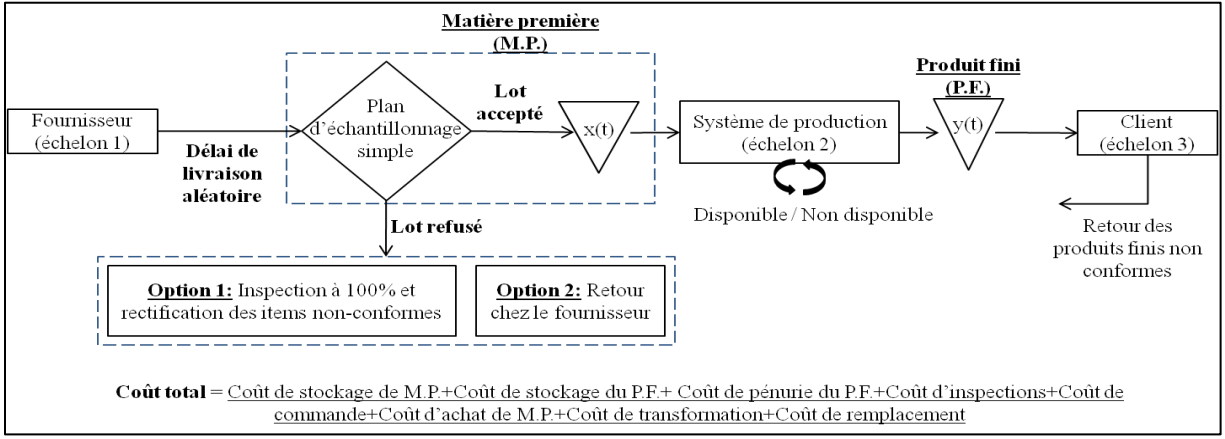 Matière première
(M.P.)
Produit fini
(P.F.)
Fournisseur
(échelon 1)
Délai de
livraison
aléatoire
Plan
d'échantillonnage
simple
Lot
accepté
x(t)
Système de production
(échelon 2)
Disponible / Non disponible
y(t)
Client
(échelon 3)
Retour des
produits finis non
conformes
Lot refusé
Option 1: Inspection à 100% et
rectification des items non-conformes
Option 2: Retour
chez le fournisseur
Coût total = Coût de stockage de M.P.+Coût de stockage du P.F.+ Coût de pénurie du P.F.+Coût d'inspections+Coût de
commande+Coût d'achat de M.P.+Coût de transformation+Coût de remplacement